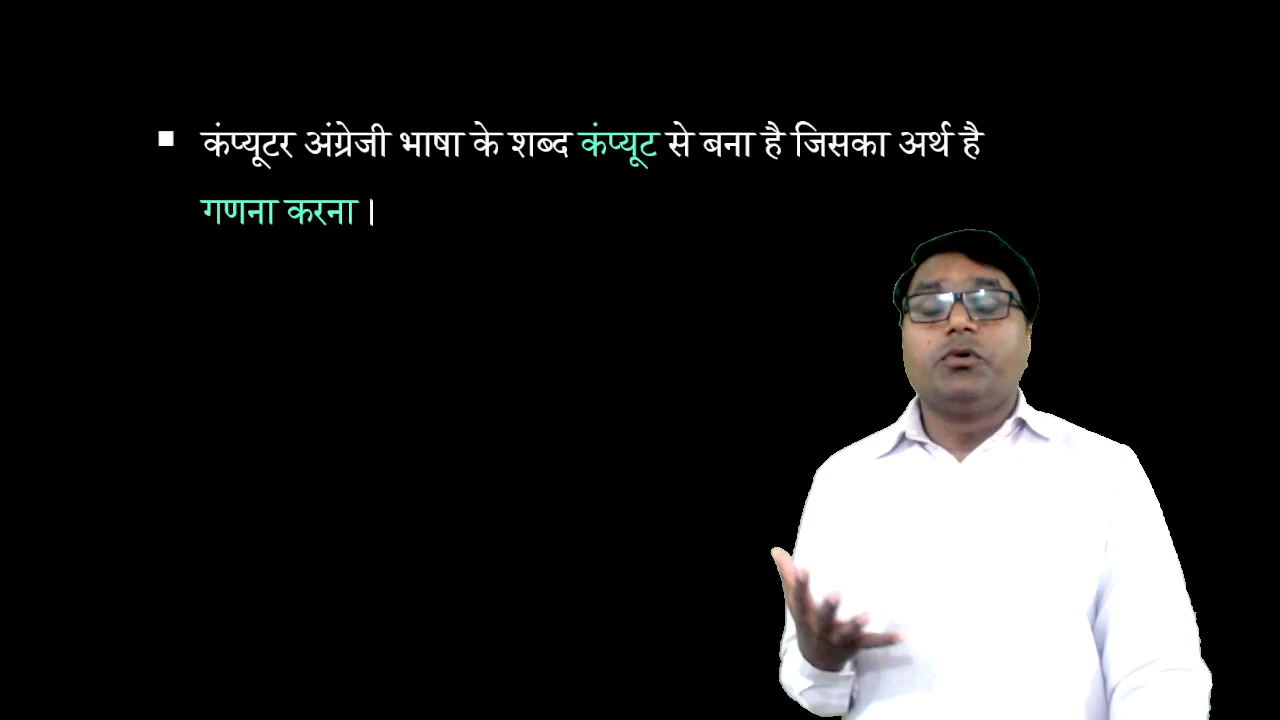 कंप्यूटर अंग्रेजी भाषा के शब्द कंप्यूट से बना है जिसका अर्थ है
गणना करना ।